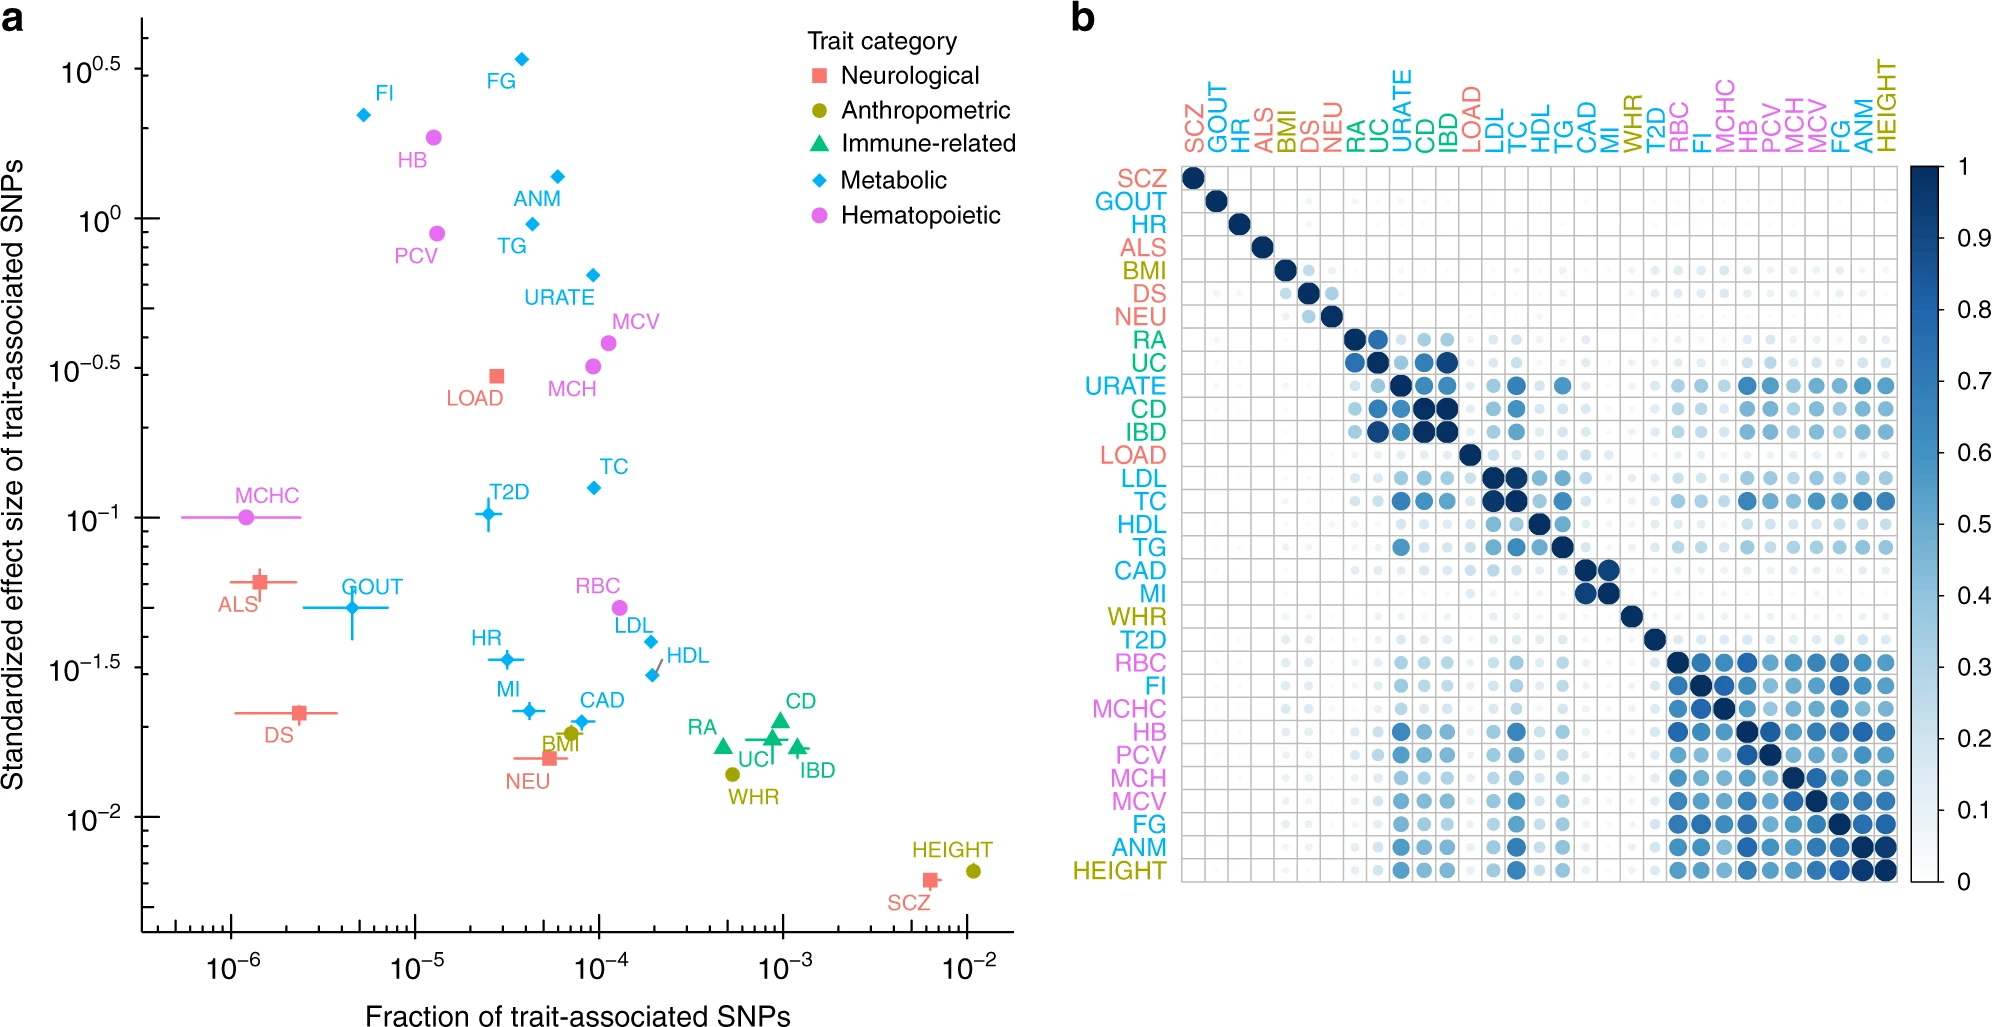 a
Standardized effect size of trait-associated SNPs
10^0.5
10^0
10^−0.5
10^−1
10^−1.5
10^−2
FI
FG
HB
ANM
PCV
TG
URATE
MCV
LOAD
MCH
TC
MCHC
T2D
ALS
GOUT
RBC
LDL
HR
HDL
MI
CAD
DS
BMI
NEU
RA
CD
UC
IBD
WHR
HEIGHT
SCZ
Trait category
Neurological
Anthropometric
Immune-related
Metabolic
Hematopoietic
10^−6 10^−5 10^−4 10^−3 10^−2
Fraction of trait-associated SNPs
b
SCZ GOUT HR ALS BMI DS NEU RA UC URATE CD IBD LOAD LDL TC HDL TG CAD MI WHR T2D RBC FI MCHC HB PCV MCH MCV FG ANM HEIGHT
SCZ
GOUT
HR
ALS
BMI
DS
NEU
RA
UC
URATE
CD
IBD
LOAD
LDL
TC
HDL
TG
CAD
MI
WHR
T2D
RBC
FI
MCHC
HB
PCV
MCH
MCV
FG
ANM
HEIGHT
1
0.9
0.8
0.7
0.6
0.5
0.4
0.3
0.2
0.1
0